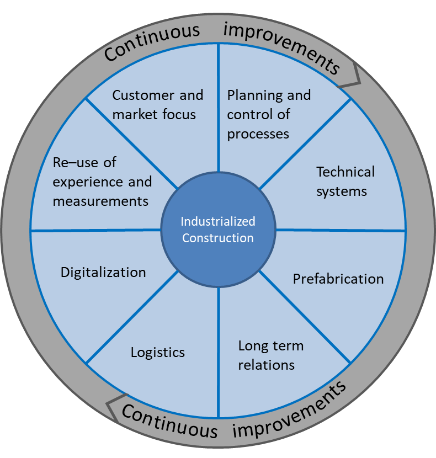 Continuous improvements
Customer and
market focus
Planning and
control of
processes
Re–use of
experience and
measurements
Technical
systems
Industrialized
Construction
Digitalization
Prefabrication
Logistics
Long term
relations
Continuous improvements